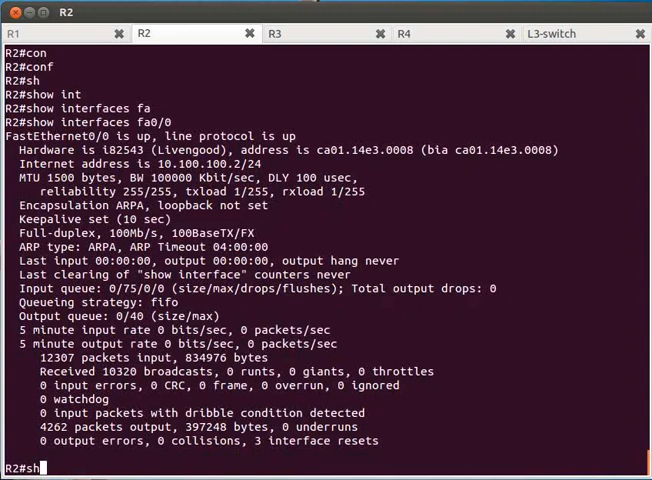 R2
R1
R2
R3
R4
L3-switch
R2#con
R2#conf
R2#sh
R2#show int
R2#show interfaces fa
R2#show interfaces fa0/0
FastEthernet0/0 is up, line protocol is up
Hardware is i82543 (Livengood), address is ca01.14e3.0008 (bia ca01.14e3.0008)
Internet address is 10.100.100.2/24
MTU 1500 bytes, BW 100000 Kbit/sec, DLY 100 usec,
reliability 255/255, txload 1/255, rxload 1/255
Encapsulation ARPA, loopback not set
Keepalive set (10 sec)
Full-duplex, 100Mb/s, 100BaseTX/FX
ARP type: ARPA, ARP Timeout 04:00:00
Last input 00:00:00, output 00:00:00, output hang never
Last clearing of "show interface" counters never
Input queue: 0/75/0/0 (size/max/drops/flushes); Total output drops: 0
Queueing strategy: fifo
Output queue: 0/40 (size/max)
5 minute input rate 0 bits/sec, 0 packets/sec
5 minute output rate 0 bits/sec, 0 packets/sec
12307 packets input, 834976 bytes
Received 10320 broadcasts, 0 runts, 0 giants, 0 throttles
0 input errors, 0 CRC, 0 frame, 0 overrun, 0 ignored
0 watchdog
0 input packets with dribble condition detected
4262 packets output, 397248 bytes, 0 underruns
0 output errors, 0 collisions, 3 interface resets
R2#sh